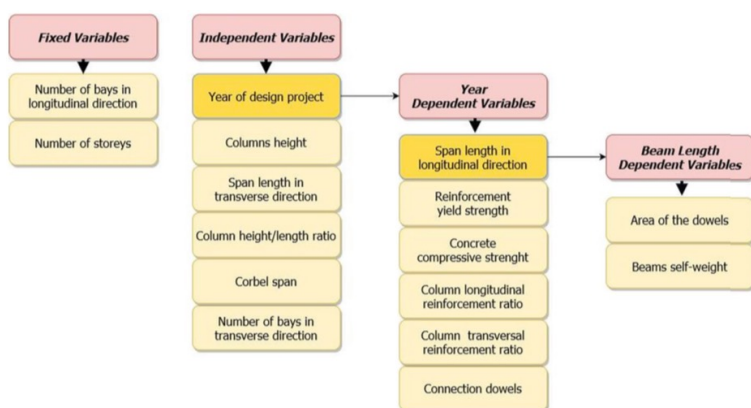 Fixed Variables
Number of bays in
longitudinal direction
Number of storeys
Independent Variables
Year of design project
Columns height
Span length in
transverse direction
Column height/length ratio
Corbel span
Number of bays in
transverse direction
Year
Dependent Variables
Span length in
longitudinal direction
Reinforcement
yield strength
Concrete
compressive strenght
Column longitudinal
reinforcement ratio
Column transversal
reinforcement ratio
Connection dowels
Beam Length
Dependent Variables
Area of the dowels
Beams self-weight